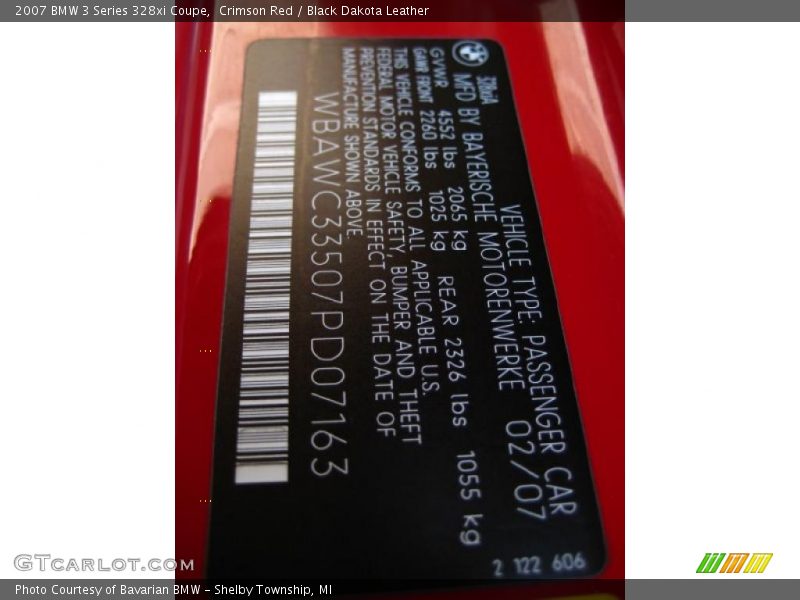 2007 BMW 3 Series 328xi Coupe,  Crimson Red / Black Dakota Leather
328xiA
VEHICLE TYPE: PASSENGER CAR
MFD BY BAYERISCHE MOTORENWERKE 02/07
GVWR 4552 lbs 2065 kg
GAWR FRONT 2260 lbs 1025 kg REAR 2326 lbs 1055 kg
THIS VEHICLE CONFORMS TO ALL APPLICABLE U.S.
FEDERAL MOTOR VEHICLE SAFETY, BUMPER AND THEFT
PREVENTION STANDARDS IN EFFECT ON THE DATE OF
MANUFACTURE SHOWN ABOVE.
WBAWC33507PD07163
2 122 606
GTCARLOT.COM
Photo Courtesy of Bavarian BMW - Shelby Township, MI